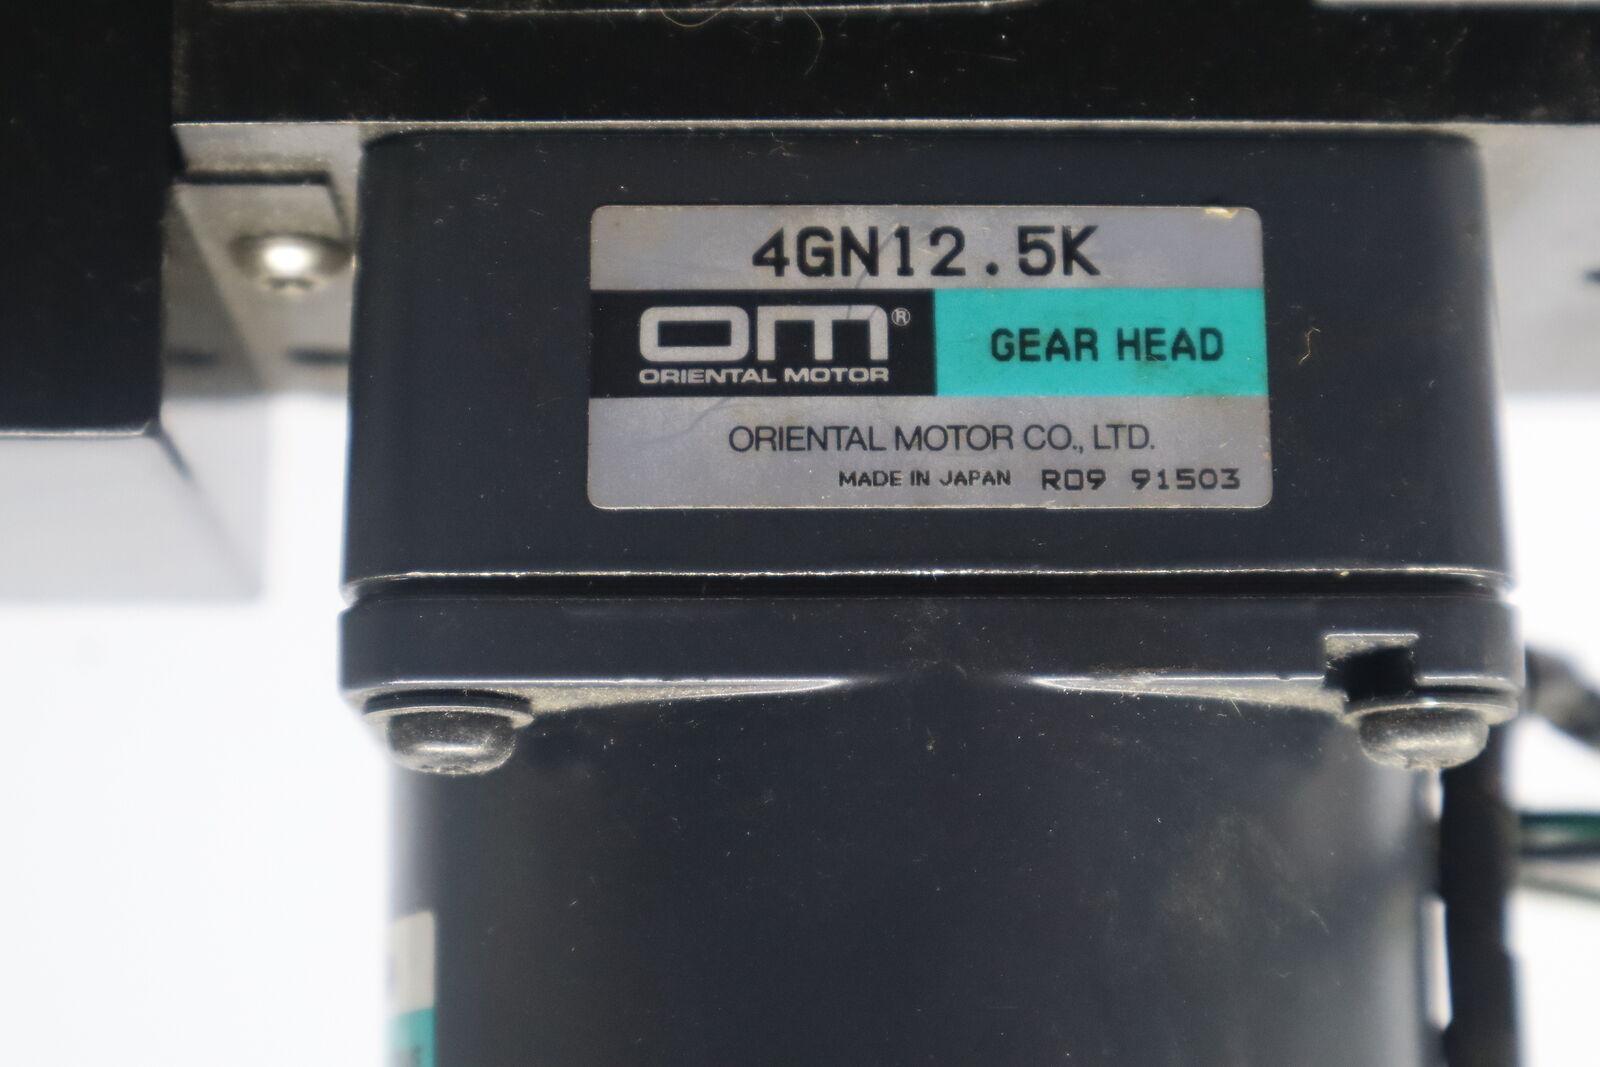 4GN12.5K
om®
ORIENTAL MOTOR
GEAR HEAD
ORIENTAL MOTOR CO., LTD.
MADE IN JAPAN R09 91503